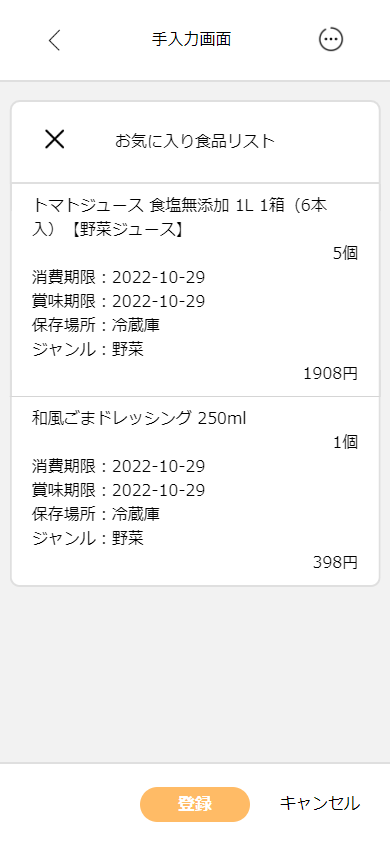 手入力画面
お気に入り食品リスト
トマトジュース 食塩無添加 1L 1箱（6本
入）【野菜ジュース】
5個
消費期限：2022-10-29
賞味期限：2022-10-29
保存場所：冷蔵庫
ジャンル：野菜
1908円
和風ごまドレッシング 250ml
1個
消費期限：2022-10-29
賞味期限：2022-10-29
保存場所：冷蔵庫
ジャンル：野菜
398円
登録 キャンセル